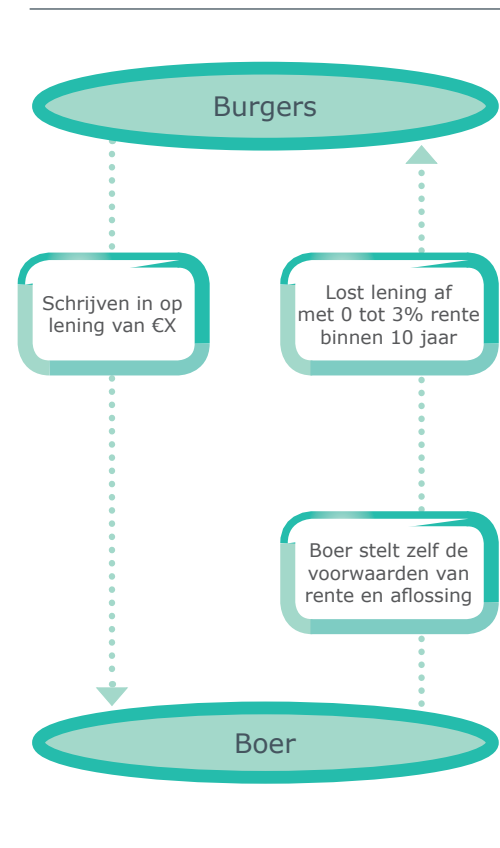 Burgers
Schrijven in op
lening van €X
Lost lening af
met 0 tot 3% rente
binnen 10 jaar
Boer stelt zelf de
voorwaarden van
rente en aflossing
Boer